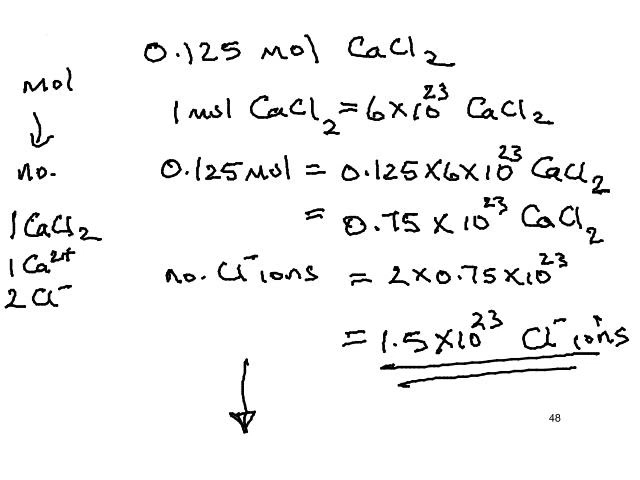 0.125 mol CaCl2
mol
↓
no.
1 CaCl2
1 Ca2+
2 Cl-
1 mol CaCl2 = 6×10^23 CaCl2
0.125 mol = 0.125×6×10^23 CaCl2
= 0.75 × 10^23 CaCl2
no. Cl- ions = 2×0.75×10^23
= 1.5×10^23 Cl- ions
48